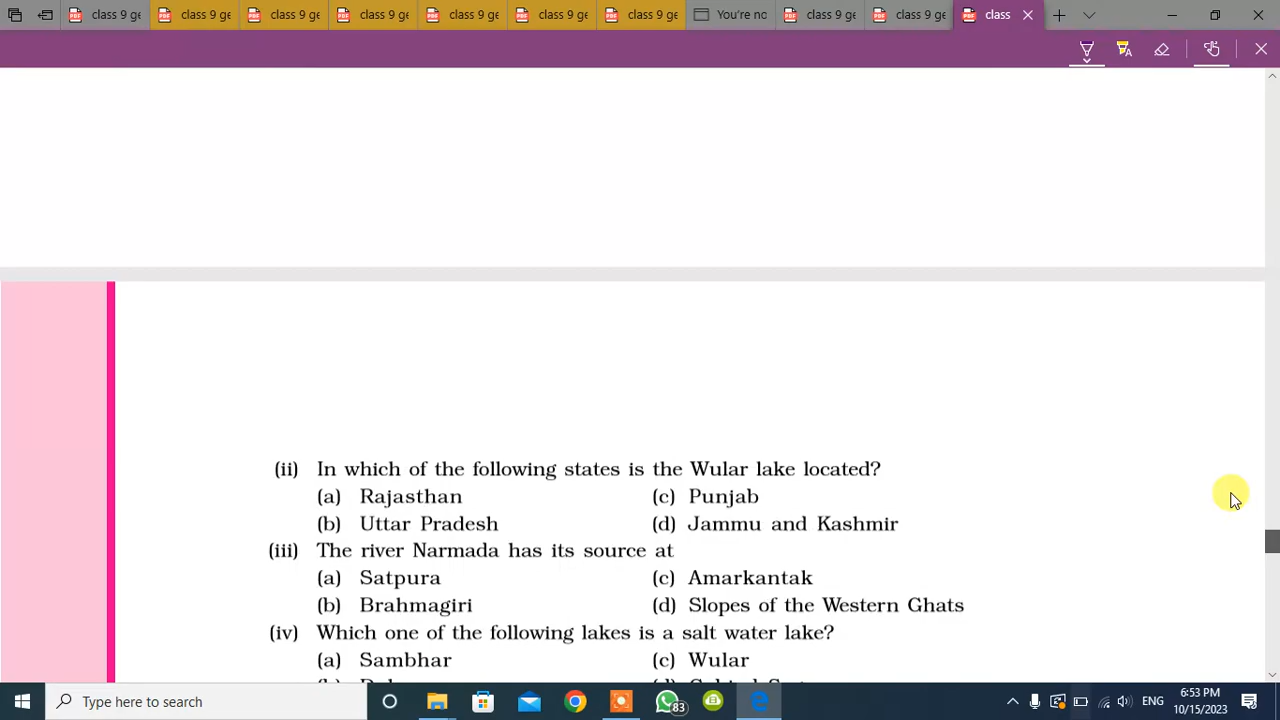 class 9 ge class 9 ge class 9 ge class 9 ge class 9 ge class 9 ge class 9 ge You're no class 9 ge class 9 ge class
(ii) In which of the following states is the Wular lake located?
(a) Rajasthan (c) Punjab
(b) Uttar Pradesh (d) Jammu and Kashmir
(iii) The river Narmada has its source at
(a) Satpura (c) Amarkantak
(b) Brahmagiri (d) Slopes of the Western Ghats
(iv) Which one of the following lakes is a salt water lake?
(a) Sambhar (c) Wular
Type here to search 83 ENG 6:53 PM
10/15/2023